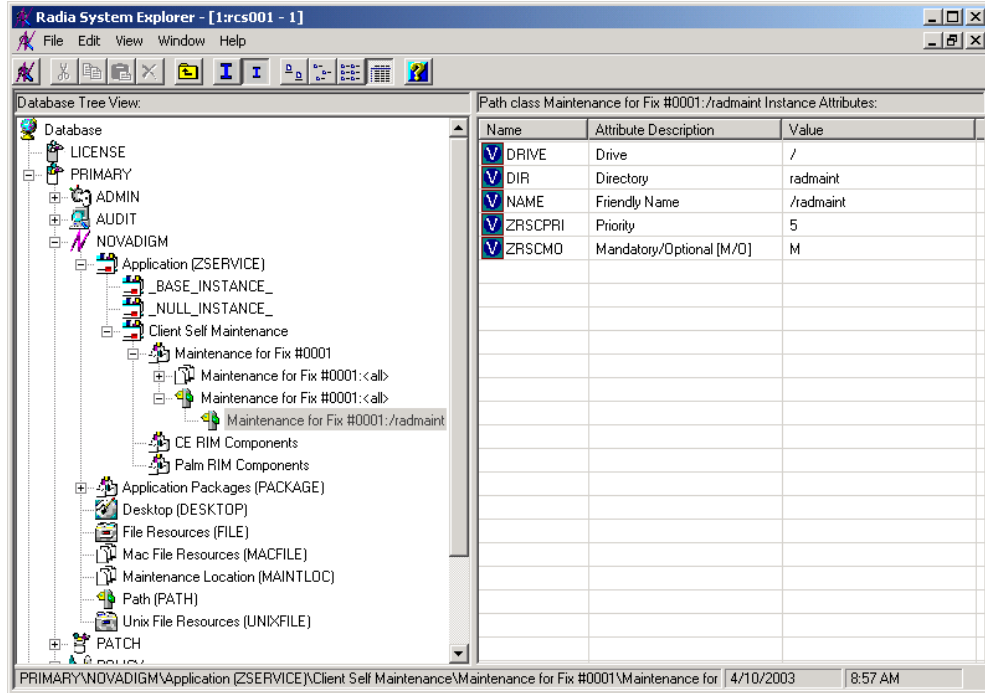 Radia System Explorer - [1:rcs001 - 1]
File Edit View Window Help
Database Tree View:
Path class Maintenance for Fix #0001:/radmaint Instance Attributes:
Database
LICENSE
PRIMARY
ADMIN
AUDIT
NOVADIGM
Application (ZSERVICE)
_BASE_INSTANCE_
_NULL_INSTANCE_
Client Self Maintenance
Maintenance for Fix #0001
Maintenance for Fix #0001:<all>
Maintenance for Fix #0001:<all>
Maintenance for Fix #0001:/radmaint
CE RIM Components
Palm RIM Components
Application Packages (PACKAGE)
Desktop (DESKTOP)
File Resources (FILE)
Mac File Resources (MACFILE)
Maintenance Location (MAINTLOC)
Path (PATH)
Unix File Resources (UNIXFILE)
PATCH
Name Attribute Description Value
DRIVE Drive /
DIR Directory radmaint
NAME Friendly Name /radmaint
ZRSCPRI Priority 5
ZRSCMO Mandatory/Optional [M/O] M
PRIMARY\NOVADIGM\Application (ZSERVICE)\Client Self Maintenance\Maintenance for Fix #0001\Maintenance for 4/10/2003 8:57 AM